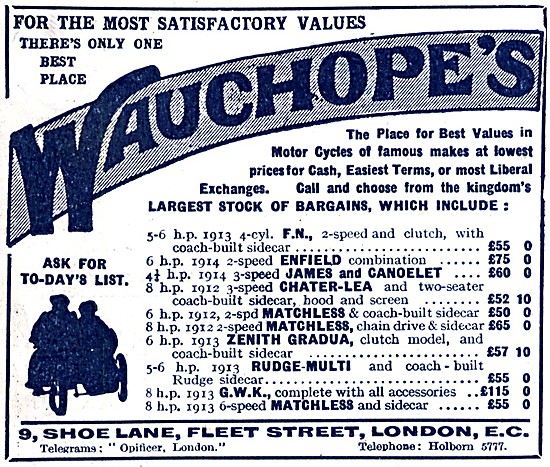 FOR THE MOST SATISFACTORY VALUES
THERE'S ONLY ONE
BEST
PLACE
WAUCHOPE'S
The Place for Best Values in
Motor Cycles of famous makes at lowest
prices for Cash, Easiest Terms, or most Liberal
Exchanges. Call and choose from the kingdom's
LARGEST STOCK OF BARGAINS, WHICH INCLUDE :
ASK FOR
TO-DAY'S LIST.
5-6 h.p. 1913 4-cyl. F.N., 2-speed and clutch, with
coach-built sidecar ................ £55 0
6 h.p. 1914 2-speed ENFIELD combination ...... £75 0
4¼ h.p. 1914 3-speed JAMES and CANOELET .... £60 0
8 h.p. 1912 3-speed CHATER-LEA and two-seater
coach-built sidecar, hood and screen ........ £52 10
6 h.p. 1912, 2-spd MATCHLESS & coach-built sidecar £50 0
8 h.p. 1912 2-speed MATCHLESS, chain drive & sidecar £65 0
6 h.p. 1913 ZENITH GRADUA, clutch model, and
coach-built sidecar ................ £57 10
5-6 h.p. 1913 RUDGE-MULTI and coach-built
Rudge sidecar.................... £55 0
8 h.p. 1913 G.W.K., complete with all accessories ..£115 0
8 h.p. 1913 6-speed MATCHLESS and sidecar .... £55 0
9, SHOE LANE, FLEET STREET, LONDON, E.C.
Telegrams: "Opificer, London." Telephone: Holborn 5777.